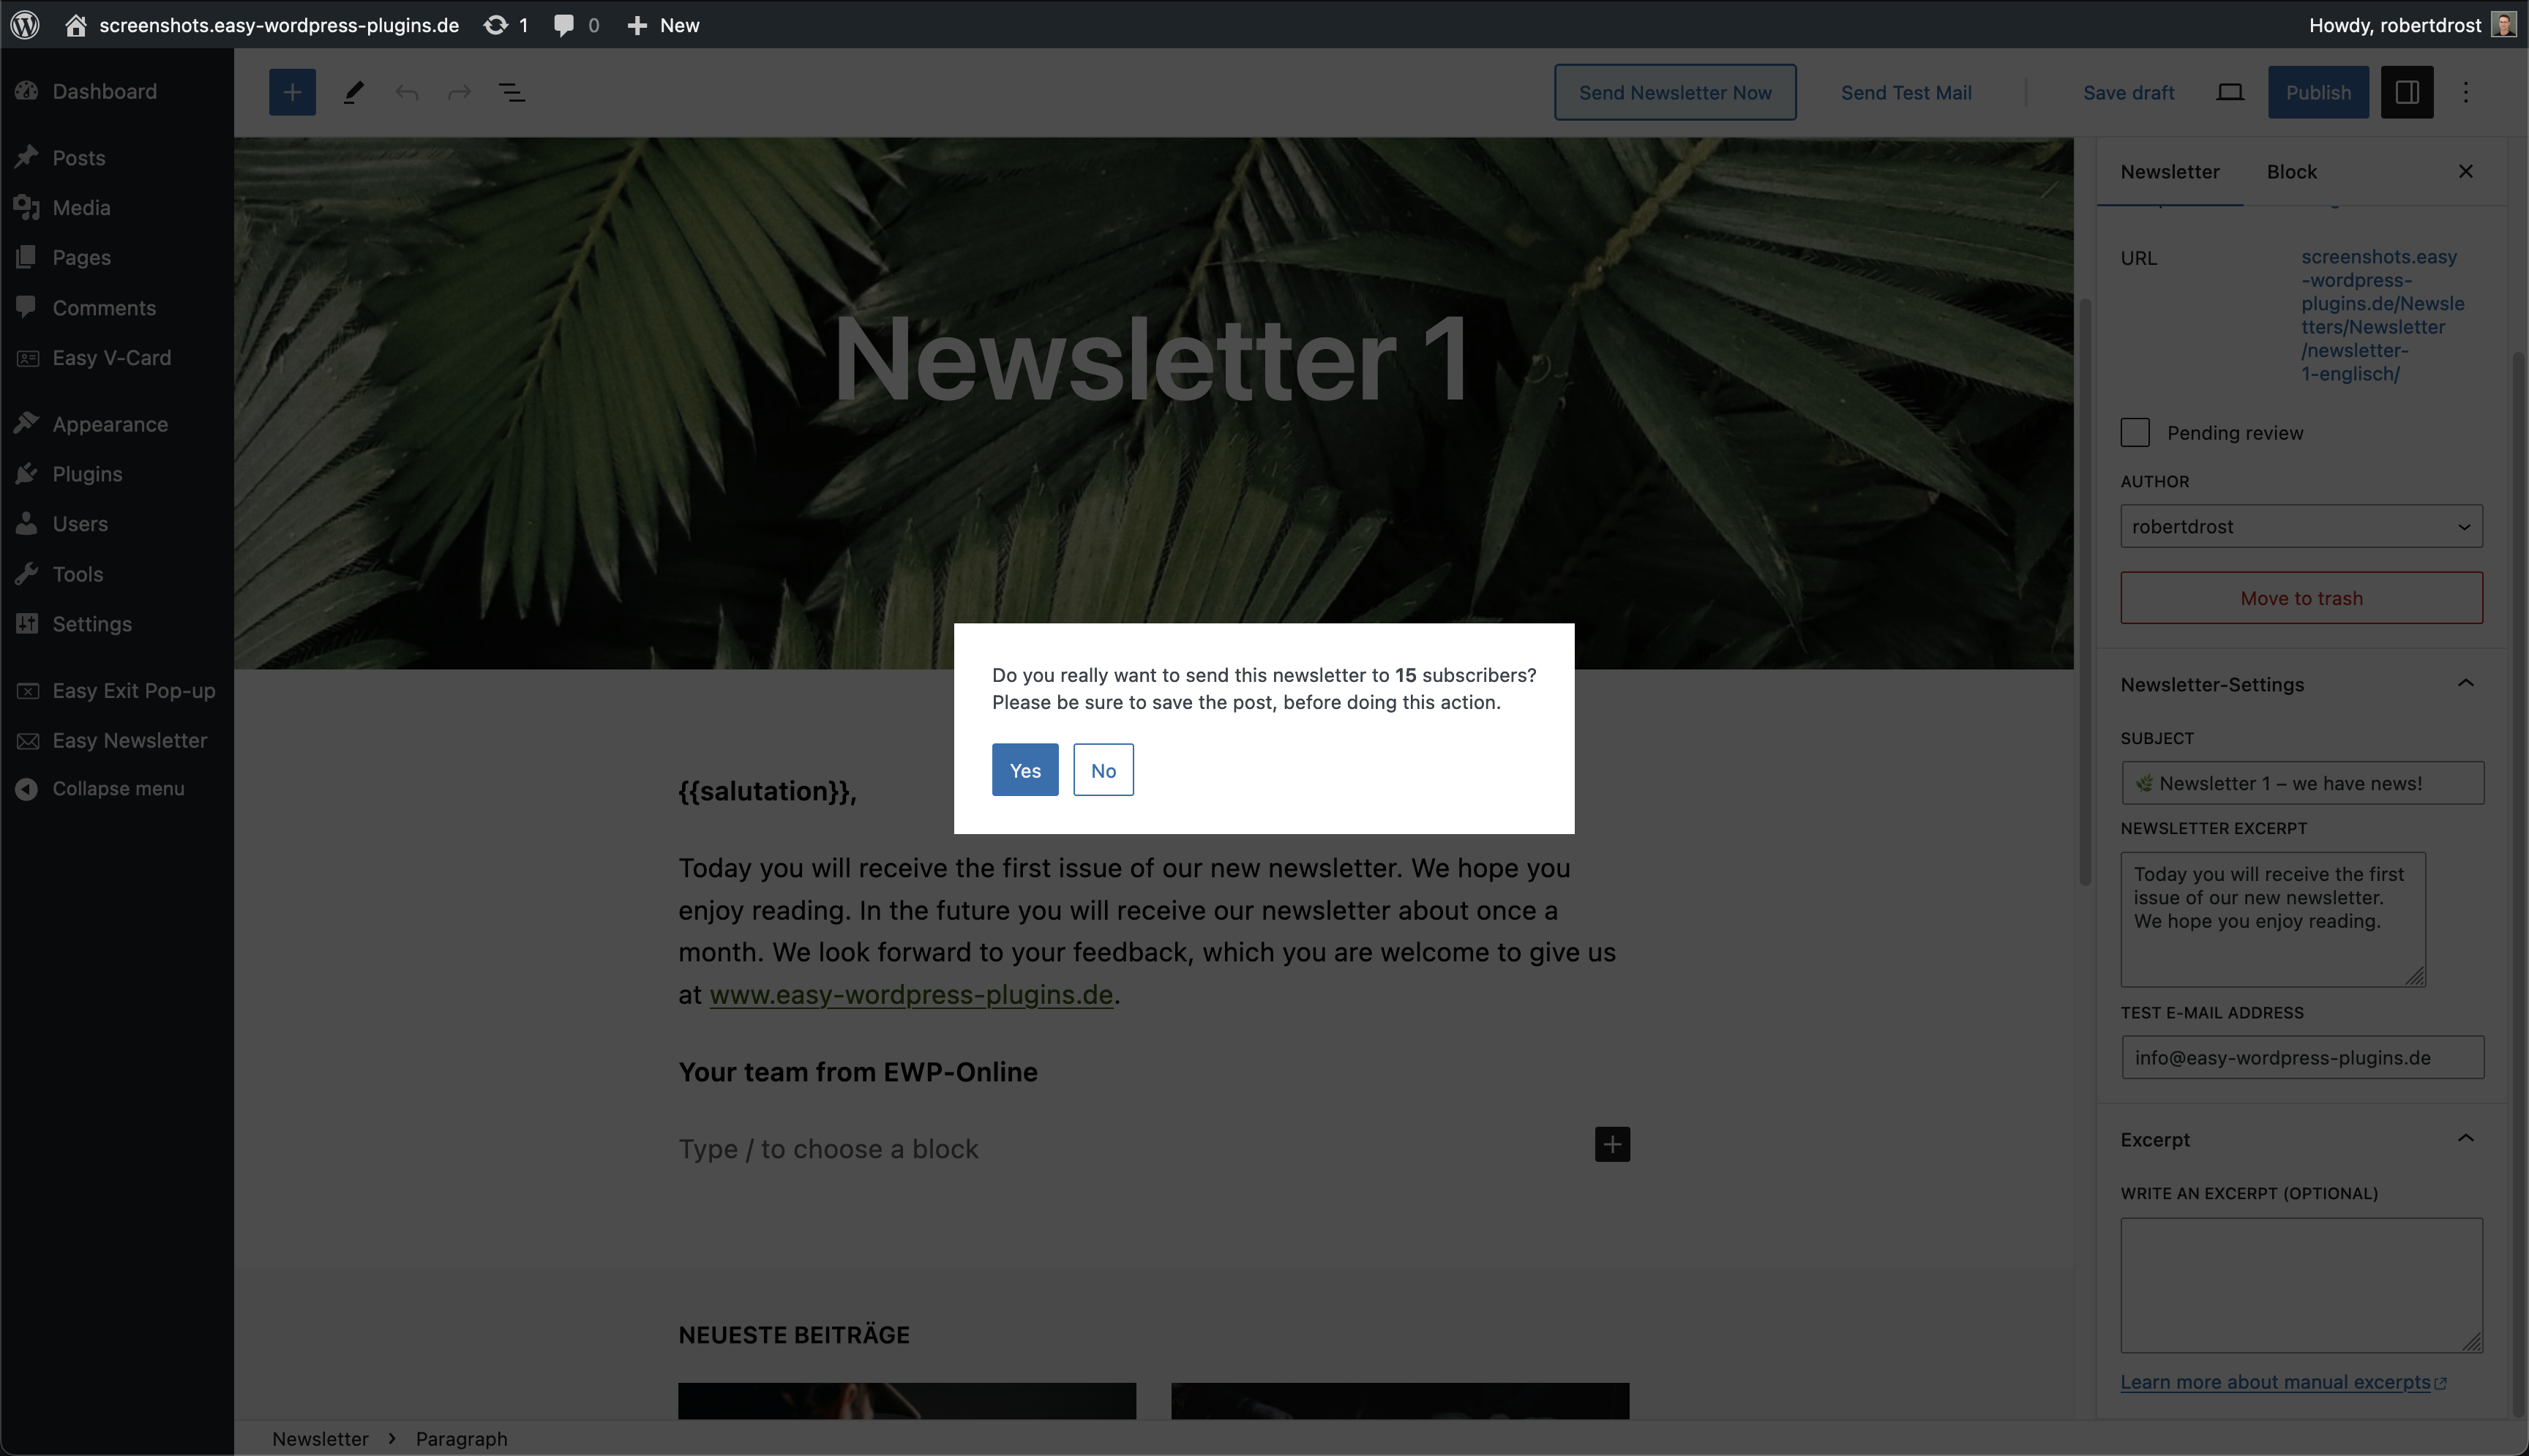 screenshots.easy-wordpress-plugins.de 1 0 New Howdy, robertdrost
Dashboard
Posts
Media
Pages
Comments
Easy V-Card
Appearance
Plugins
Users
Tools
Settings
Easy Exit Pop-up
Easy Newsletter
Collapse menu
Send Newsletter Now Send Test Mail Save draft Publish
Newsletter 1
Do you really want to send this newsletter to 15 subscribers?
Please be sure to save the post, before doing this action.
Yes No
{{salutation}},
Today you will receive the first issue of our new newsletter. We hope you
enjoy reading. In the future you will receive our newsletter about once a
month. We look forward to your feedback, which you are welcome to give us
at www.easy-wordpress-plugins.de.
Your team from EWP-Online
Type / to choose a block
NEUESTE BEITRÄGE
Newsletter Block
URL
screenshots.easy
-wordpress-
plugins.de/Newsle
tters/Newsletter
/newsletter-
1-englisch/
Pending review
AUTHOR
robertdrost
Move to trash
Newsletter-Settings
SUBJECT
🌿 Newsletter 1 – we have news!
NEWSLETTER EXCERPT
Today you will receive the first
issue of our new newsletter.
We hope you enjoy reading.
TEST E-MAIL ADDRESS
info@easy-wordpress-plugins.de
Excerpt
WRITE AN EXCERPT (OPTIONAL)
Learn more about manual excerpts
Newsletter > Paragraph